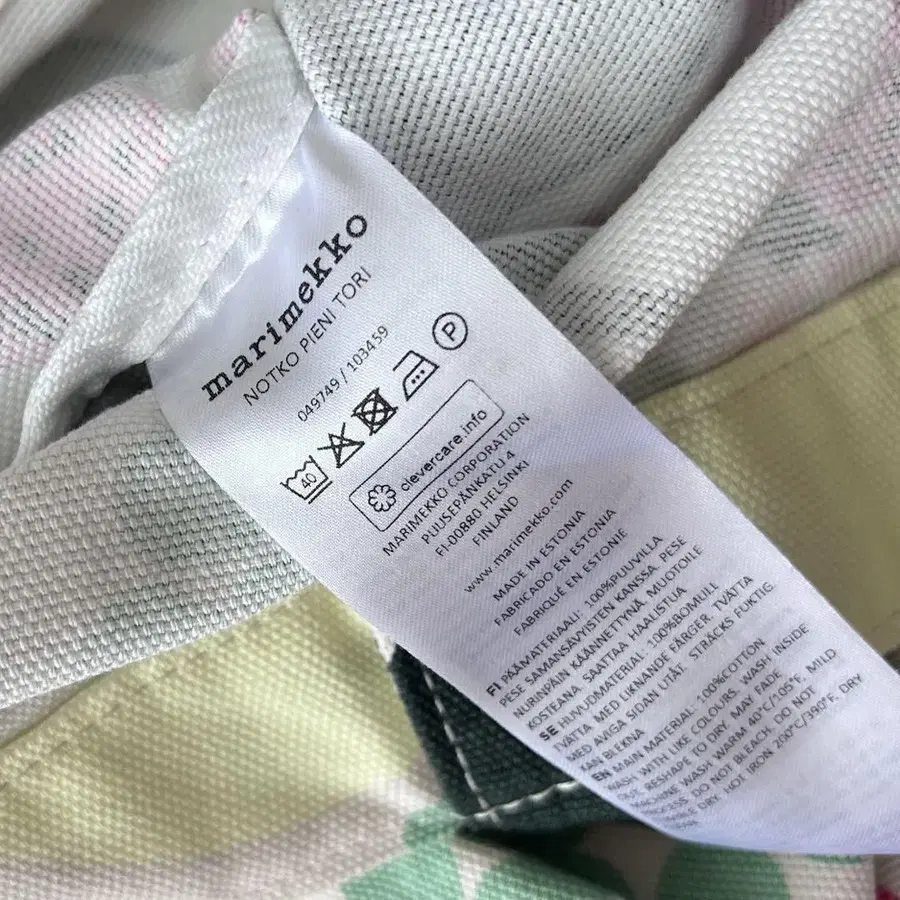 marimekko
NOTKO PIENI TORI
049749 / 103459
40
P
clevercare.info
MARIMEKKO CORPORATION
PUUSEPÄNKATU 4
FI-00880 HELSINKI
FINLAND
www.marimekko.com
MADE IN ESTONIA
FABRICADO EN ESTONIA
FABRIQUÉ EN ESTONIE
FI PÄÄMATERIAALI: 100%PUUVILLA
PESE SAMANSÄVYISTEN KANSSA. PESE
NURINPÄIN KÄÄNNETTYNÄ. MUOTOILE
KOSTEANA. SAATTAA HAALISTUA
SE HUVUDMATERIAL: 100%BOMULL
TVÄTTA MED LIKNANDE FÄRGER. TVÄTTA
MED AVIGA SIDAN UTÅT. STRÄCKS FUKTIG.
KAN BLEKNA
EN MAIN MATERIAL: 100%COTTON
WASH WITH LIKE COLOURS. WASH INSIDE
OUT. RESHAPE TO DRY. MAY FADE
MACHINE WASH WARM 40°C/105°F, MILD
PROCESS. DO NOT BLEACH. DO NOT
TUMBLE DRY. HOT IRON 200°C/390°F. DRY